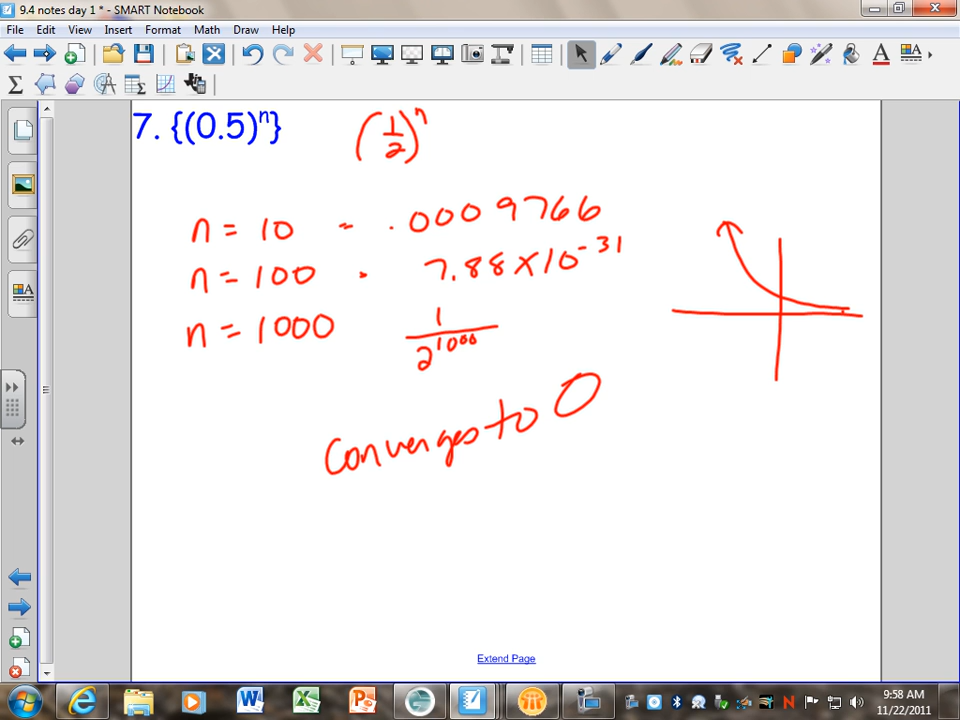 9.4 notes day 1 * - SMART Notebook
File Edit View Insert Format Math Draw Help
7. {(0.5)ⁿ} (1/2)ⁿ
n = 10 = .0009766
n = 100 . 7.88 × 10⁻³¹
n = 1000 1/2¹⁰⁰⁰
Converges to 0
Extend Page
9:58 AM
11/22/2011